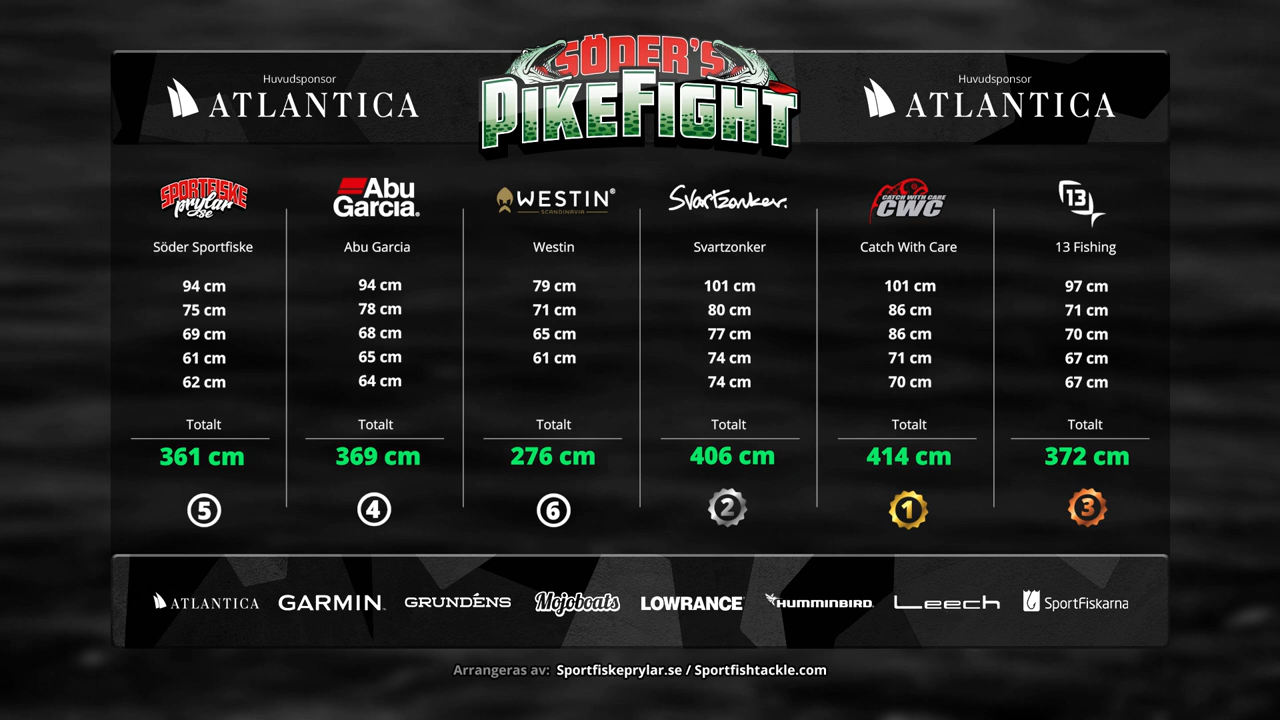 SÖDER'S
PIKEFIGHT
Huvudsponsor
ATLANTICA
Huvudsponsor
ATLANTICA
SPORTFISKE
prylar
.se
Söder Sportfiske
94 cm
75 cm
69 cm
61 cm
62 cm
Totalt
361 cm
5
Abu
Garcia.
Abu Garcia
94 cm
78 cm
68 cm
65 cm
64 cm
Totalt
369 cm
4
WESTIN®
SCANDINAVIA
Westin
79 cm
71 cm
65 cm
61 cm
Totalt
276 cm
6
Svartzonker.
Svartzonker
101 cm
80 cm
77 cm
74 cm
74 cm
Totalt
406 cm
2
CATCH WITH CARE
CWC
Catch With Care
101 cm
86 cm
86 cm
71 cm
70 cm
Totalt
414 cm
1
13
13 Fishing
97 cm
71 cm
70 cm
67 cm
67 cm
Totalt
372 cm
3
ATLANTICA
GARMIN
GRUNDÉNS
Mojoboats
LOWRANCE
HUMMINBIRD
Leech
SportFiskarna
Arrangeras av: Sportfiskeprylar.se / Sportfishtackle.com